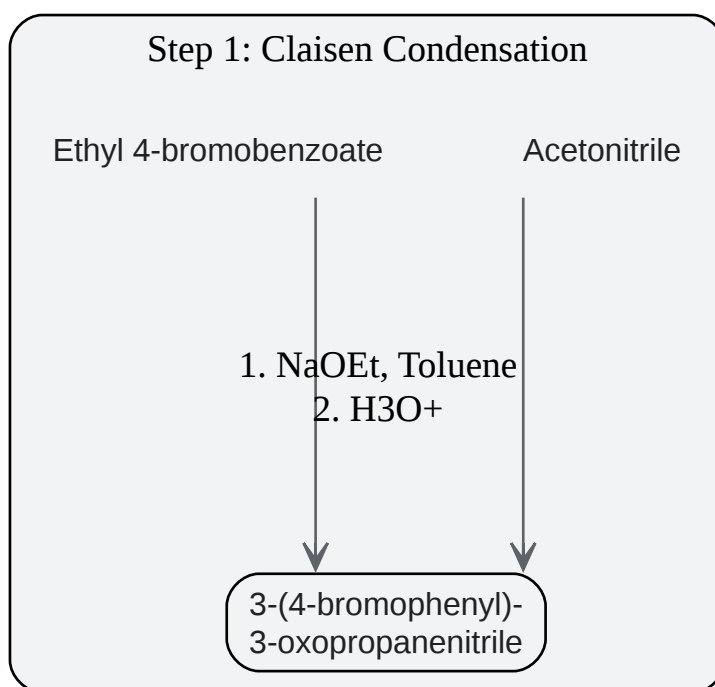 Step 1: Claisen Condensation
Ethyl 4-bromobenzoate
Acetonitrile
1. NaOEt, Toluene
2. H3O+
3-(4-bromophenyl)-
3-oxopropanenitrile